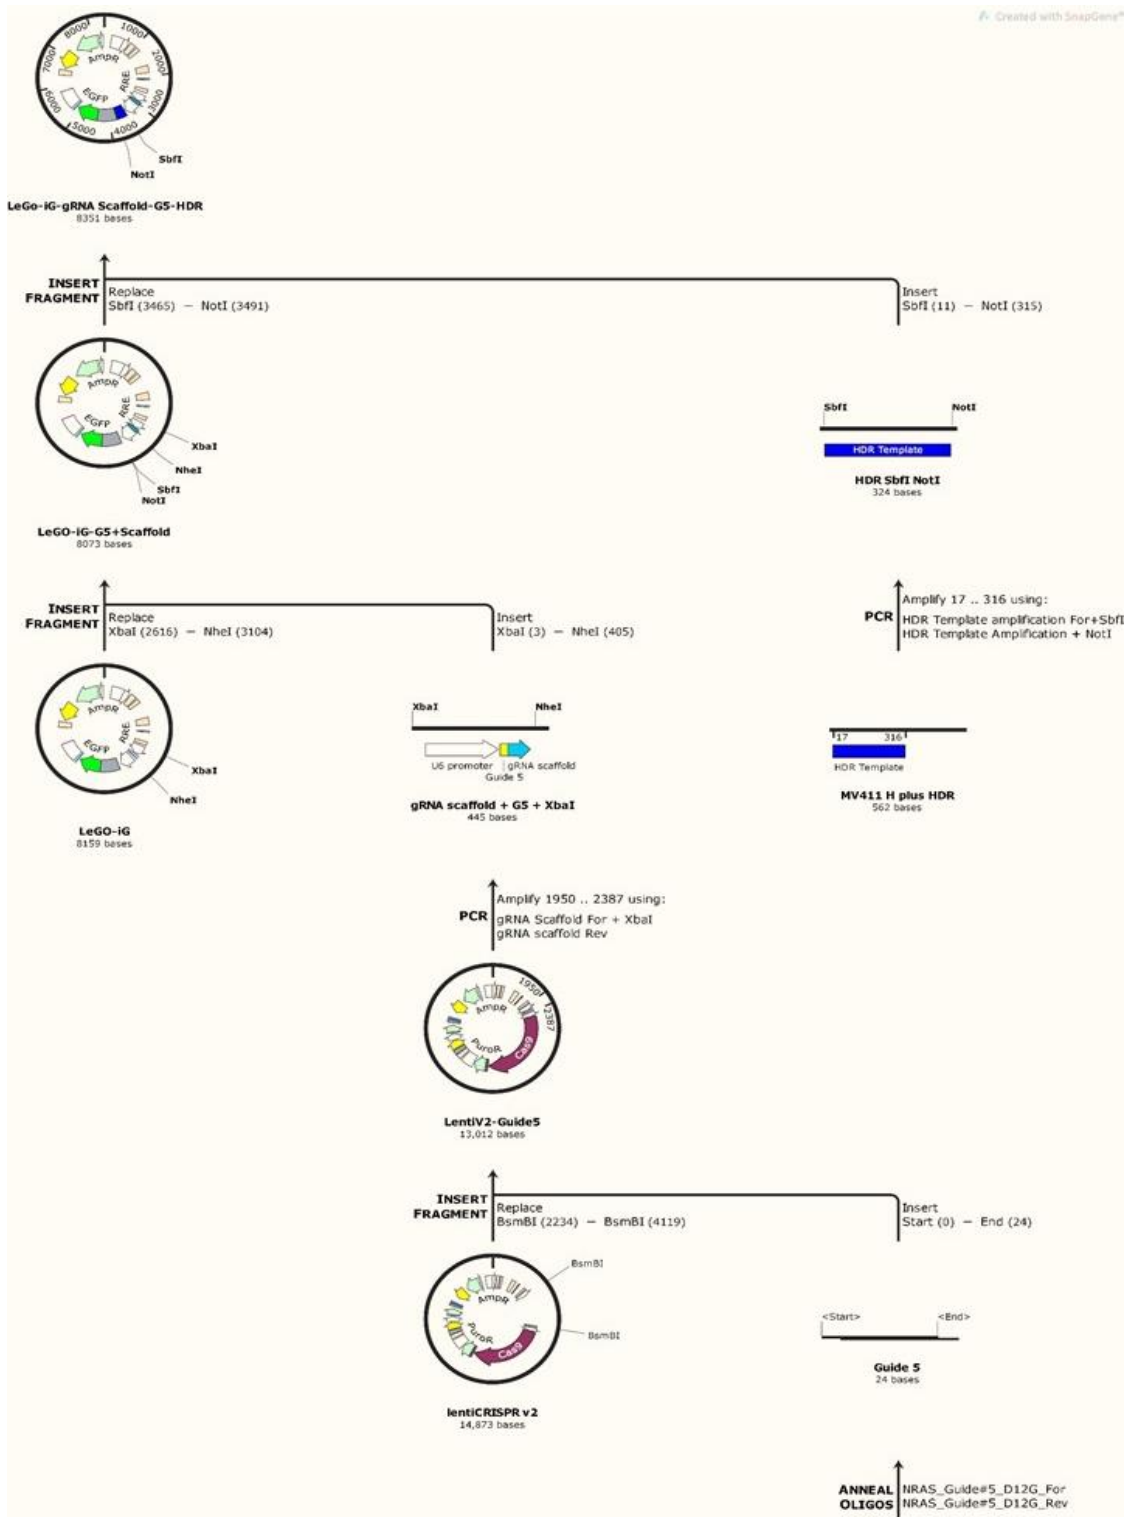 Created with SnapGene®
8000
1000
2000
3000
4000
5000
6000
7000
AmpR
RRE
EGFP
SbfI
NotI
LeGo-iG-gRNA Scaffold-G5-HDR
8351 bases
INSERT
FRAGMENT
Replace
SbfI (3465) – NotI (3491)
Insert
SbfI (11) – NotI (315)
AmpR
RRE
EGFP
XbaI
NheI
SbfI
NotI
LeGO-iG-G5+Scaffold
8073 bases
SbfI
NotI
HDR Template
HDR SbfI NotI
324 bases
INSERT
FRAGMENT
Replace
XbaI (2616) – NheI (3104)
Insert
XbaI (3) – NheI (405)
PCR
Amplify 17 .. 316 using:
HDR Template amplification For+SbfI
HDR Template Amplification + NotI
AmpR
RRE
EGFP
XbaI
NheI
LeGO-iG
8159 bases
XbaI
NheI
U6 promoter
gRNA scaffold
Guide 5
gRNA scaffold + G5 + XbaI
445 bases
17
316
HDR Template
MV411 H plus HDR
562 bases
PCR
Amplify 1950 .. 2387 using:
gRNA Scaffold For + XbaI
gRNA scaffold Rev
1950
2387
AmpR
PuroR
Cas9
LentiV2-Guide5
13,012 bases
INSERT
FRAGMENT
Replace
BsmBI (2234) – BsmBI (4119)
Insert
Start (0) – End (24)
BsmBI
BsmBI
AmpR
PuroR
Cas9
lentiCRISPR v2
14,873 bases
<Start>
<End>
Guide 5
24 bases
ANNEAL
OLIGOS
NRAS_Guide#5_D12G_For
NRAS_Guide#5_D12G_Rev